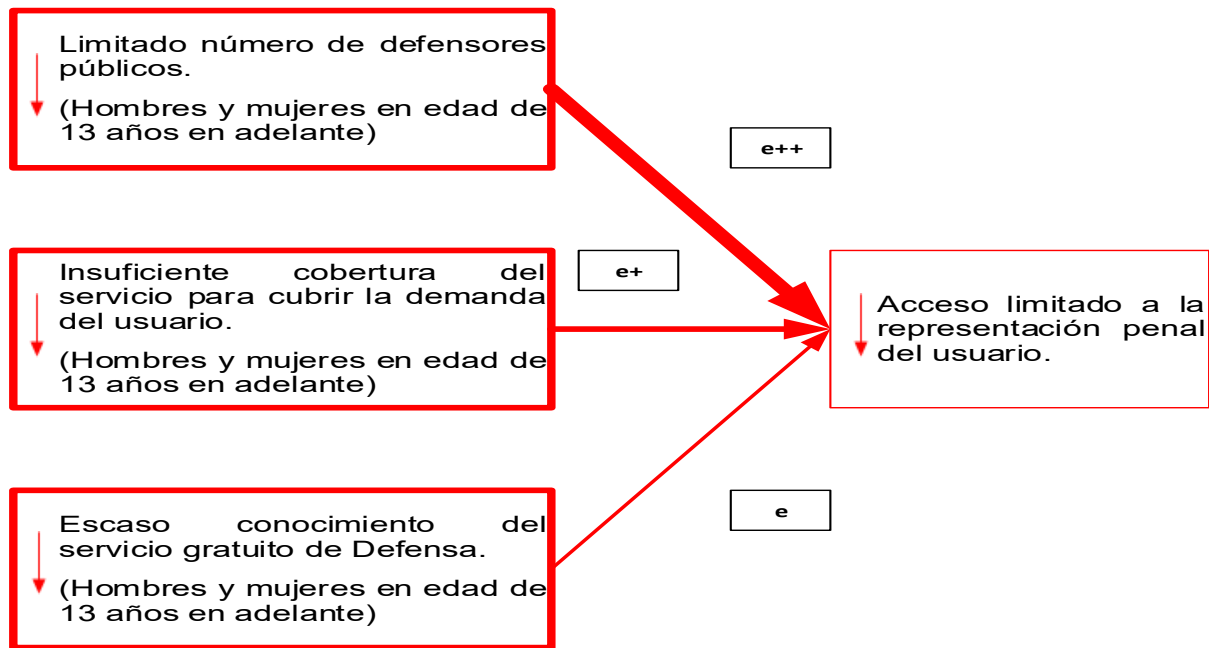 Limitado número de defensores
públicos.
(Hombres y mujeres en edad de
13 años en adelante)
e++
Insuficiente cobertura del
servicio para cubrir la demanda
del usuario.
(Hombres y mujeres en edad de
13 años en adelante)
e+
Acceso limitado a la
representación penal
del usuario.
Escaso conocimiento del
servicio gratuito de Defensa.
(Hombres y mujeres en edad de
13 años en adelante)
e